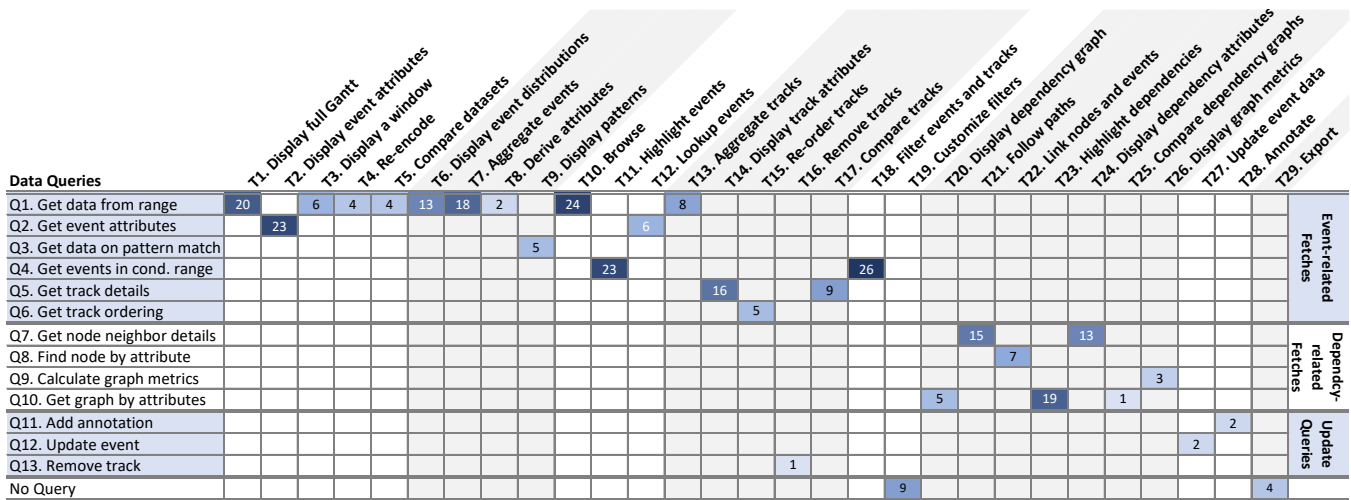 T1. Display full Gantt
T2. Display event attributes
T3. Display a window
T4. Re-encode
T5. Compare datasets
T6. Display event distributions
T7. Aggregate events
T8. Derive attributes
T9. Display patterns
T10. Browse
T11. Highlight events
T12. Lookup events
T13. Aggregate tracks
T14. Display track attributes
T15. Re-order tracks
T16. Remove tracks
T17. Compare tracks
T18. Filter events and tracks
T19. Customize filters
T20. Display dependency graph
T21. Follow paths
T22. Link nodes and events
T23. Highlight dependencies
T24. Display dependency attributes
T25. Compare dependency graphs
T26. Display graph metrics
T27. Update event data
T28. Annotate
T29. Export
Data Queries
Q1. Get data from range 20 6 4 4 13 18 2 24 8
Q2. Get event attributes 23 6
Q3. Get data on pattern match 5
Q4. Get events in cond. range 23 26
Q5. Get track details 16 9
Q6. Get track ordering 5
Event-related
Fetches
Q7. Get node neighbor details 15 13
Q8. Find node by attribute 7
Q9. Calculate graph metrics 3
Q10. Get graph by attributes 5 19 1
Dependcy-
related
Fetches
Q11. Add annotation 2
Q12. Update event 2
Q13. Remove track 1
Update
Queries
No Query 9 4